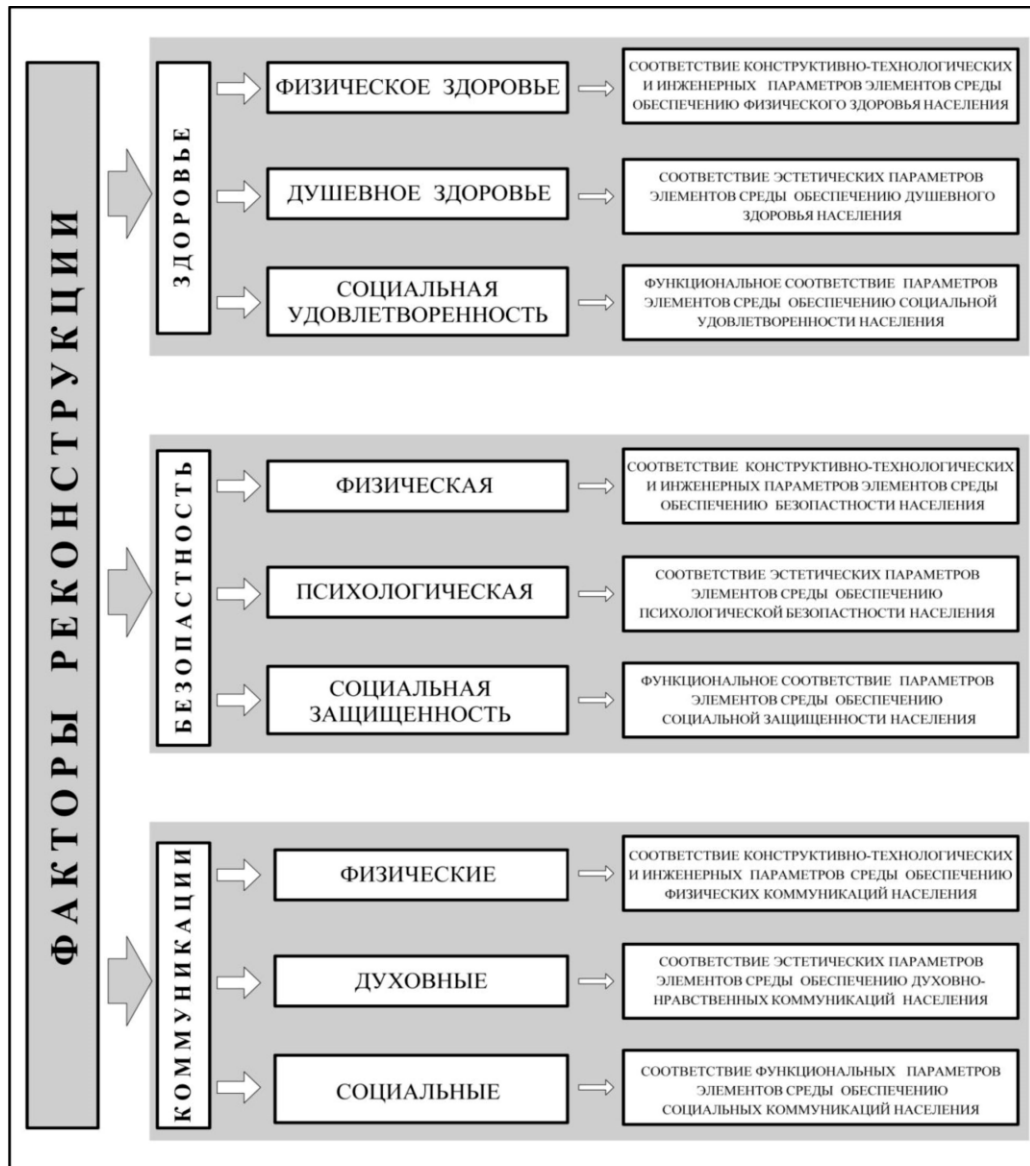 ФАКТОРЫ РЕКОНСТРУКЦИИ
ЗДОРОВЬЕ
ФИЗИЧЕСКОЕ ЗДОРОВЬЕ
СООТВЕТСТВИЕ КОНСТРУКТИВНО-ТЕХНОЛОГИЧЕСКИХ
И ИНЖЕНЕРНЫХ ПАРАМЕТРОВ ЭЛЕМЕНТОВ СРЕДЫ
ОБЕСПЕЧЕНИЮ ФИЗИЧЕСКОГО ЗДОРОВЬЯ НАСЕЛЕНИЯ
ДУШЕВНОЕ ЗДОРОВЬЕ
СООТВЕТСТВИЕ ЭСТЕТИЧЕСКИХ ПАРАМЕТРОВ
ЭЛЕМЕНТОВ СРЕДЫ ОБЕСПЕЧЕНИЮ ДУШЕВНОГО
ЗДОРОВЬЯ НАСЕЛЕНИЯ
СОЦИАЛЬНАЯ
УДОВЛЕТВОРЕННОСТЬ
ФУНКЦИОНАЛЬНОЕ СООТВЕТСТВИЕ ПАРАМЕТРОВ
ЭЛЕМЕНТОВ СРЕДЫ ОБЕСПЕЧЕНИЮ СОЦИАЛЬНОЙ
УДОВЛЕТВОРЕННОСТИ НАСЕЛЕНИЯ
БЕЗОПАСТНОСТЬ
ФИЗИЧЕСКАЯ
СООТВЕТСТВИЕ КОНСТРУКТИВНО-ТЕХНОЛОГИЧЕСКИХ
И ИНЖЕНЕРНЫХ ПАРАМЕТРОВ ЭЛЕМЕНТОВ СРЕДЫ
ОБЕСПЕЧЕНИЮ БЕЗОПАСТНОСТИ НАСЕЛЕНИЯ
ПСИХОЛОГИЧЕСКАЯ
СООТВЕТСТВИЕ ЭСТЕТИЧЕСКИХ ПАРАМЕТРОВ
ЭЛЕМЕНТОВ СРЕДЫ ОБЕСПЕЧЕНИЮ
ПСИХОЛОГИЧЕСКОЙ БЕЗОПАСТНОСТИ НАСЕЛЕНИЯ
СОЦИАЛЬНАЯ
ЗАЩИЩЕННОСТЬ
ФУНКЦИОНАЛЬНОЕ СООТВЕТСТВИЕ ПАРАМЕТРОВ
ЭЛЕМЕНТОВ СРЕДЫ ОБЕСПЕЧЕНИЮ
СОЦИАЛЬНОЙ ЗАЩИЩЕННОСТИ НАСЕЛЕНИЯ
КОММУНИКАЦИИ
ФИЗИЧЕСКИЕ
СООТВЕТСТВИЕ КОНСТРУКТИВНО-ТЕХНОЛОГИЧЕСКИХ
И ИНЖЕНЕРНЫХ ПАРАМЕТРОВ СРЕДЫ ОБЕСПЕЧЕНИЮ
ФИЗИЧЕСКИХ КОММУНИКАЦИЙ НАСЕЛЕНИЯ
ДУХОВНЫЕ
СООТВЕТСТВИЕ ЭСТЕТИЧЕСКИХ ПАРАМЕТРОВ
ЭЛЕМЕНТОВ СРЕДЫ ОБЕСПЕЧЕНИЮ ДУХОВНО-
НРАВСТВЕННЫХ КОММУНИКАЦИЙ НАСЕЛЕНИЯ
СОЦИАЛЬНЫЕ
СООТВЕТСТВИЕ ФУНКЦИОНАЛЬНЫХ ПАРАМЕТРОВ
ЭЛЕМЕНТОВ СРЕДЫ ОБЕСПЕЧЕНИЮ
СОЦИАЛЬНЫХ КОММУНИКАЦИЙ НАСЕЛЕНИЯ